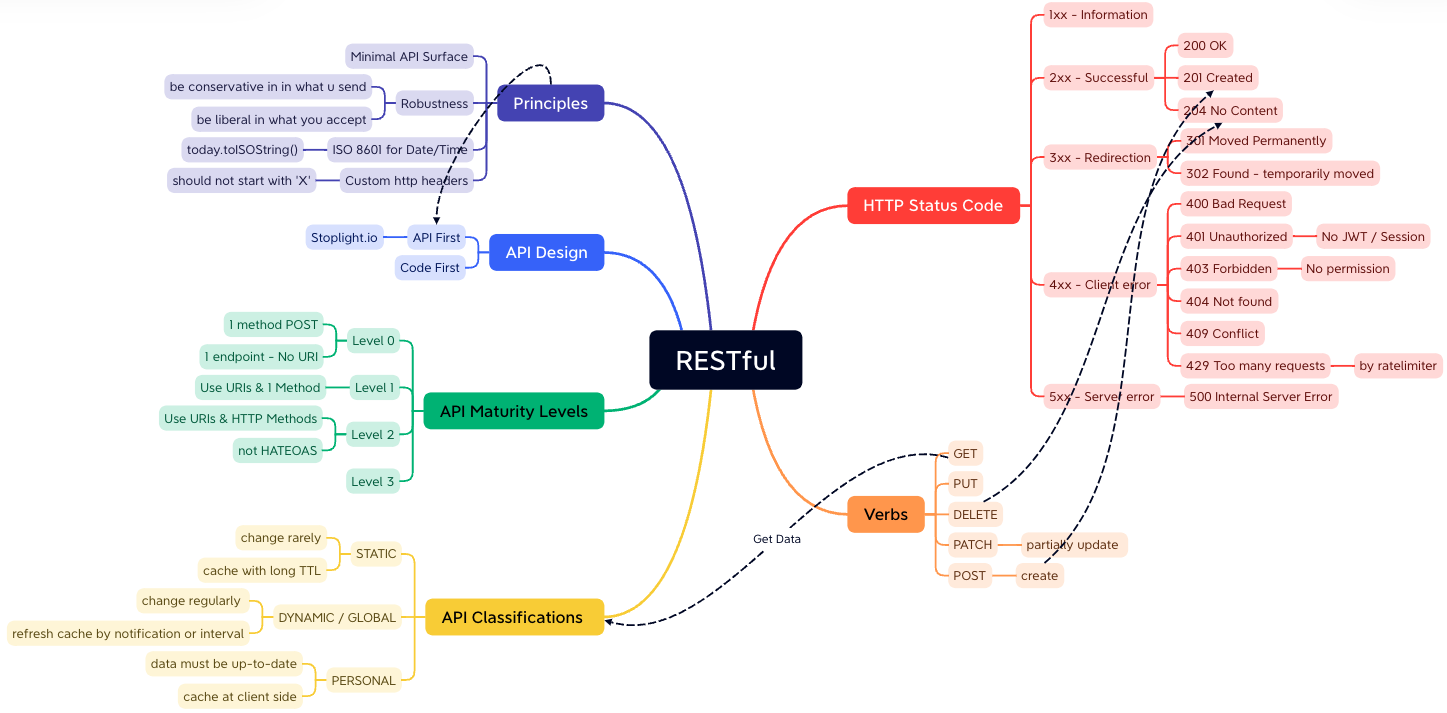 RESTful
Principles
Minimal API Surface
Robustness
be conservative in in what u send
be liberal in what you accept
ISO 8601 for Date/Time
today.toISOString()
Custom http headers
should not start with 'X'
API Design
API First
Stoplight.io
Code First
API Maturity Levels
Level 0
1 method POST
1 endpoint - No URI
Level 1
Use URIs & 1 Method
Level 2
Use URIs & HTTP Methods
not HATEOAS
Level 3
API Classifications
STATIC
change rarely
cache with long TTL
DYNAMIC / GLOBAL
change regularly
refresh cache by notification or interval
PERSONAL
data must be up-to-date
cache at client side
HTTP Status Code
1xx - Information
2xx - Successful
200 OK
201 Created
204 No Content
3xx - Redirection
301 Moved Permanently
302 Found - temporarily moved
4xx - Client error
400 Bad Request
401 Unauthorized
No JWT / Session
403 Forbidden
No permission
404 Not found
409 Conflict
429 Too many requests
by ratelimiter
5xx - Server error
500 Internal Server Error
Verbs
GET
PUT
DELETE
PATCH
partially update
POST
create
Get Data